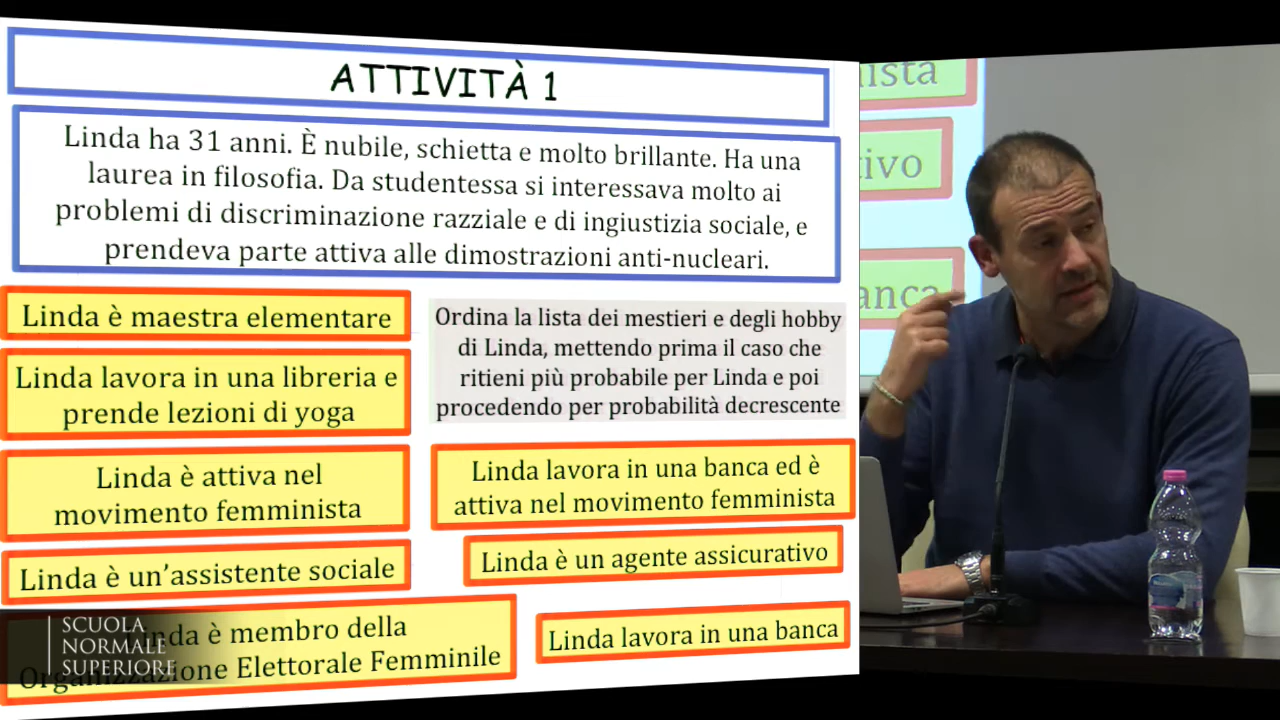 ATTIVITÀ 1
Linda ha 31 anni. È nubile, schietta e molto brillante. Ha una
laurea in filosofia. Da studentessa si interessava molto ai
problemi di discriminazione razziale e di ingiustizia sociale, e
prendeva parte attiva alle dimostrazioni anti-nucleari.
Linda è maestra elementare
Linda lavora in una libreria e
prende lezioni di yoga
Linda è attiva nel
movimento femminista
Linda è un'assistente sociale
Linda è membro della
Organizzazione Elettorale Femminile
Ordina la lista dei mestieri e degli hobby
di Linda, mettendo prima il caso che
ritieni più probabile per Linda e poi
procedendo per probabilità decrescente
Linda lavora in una banca ed è
attiva nel movimento femminista
Linda è un agente assicurativo
Linda lavora in una banca
SCUOLA
NORMALE
SUPERIORE